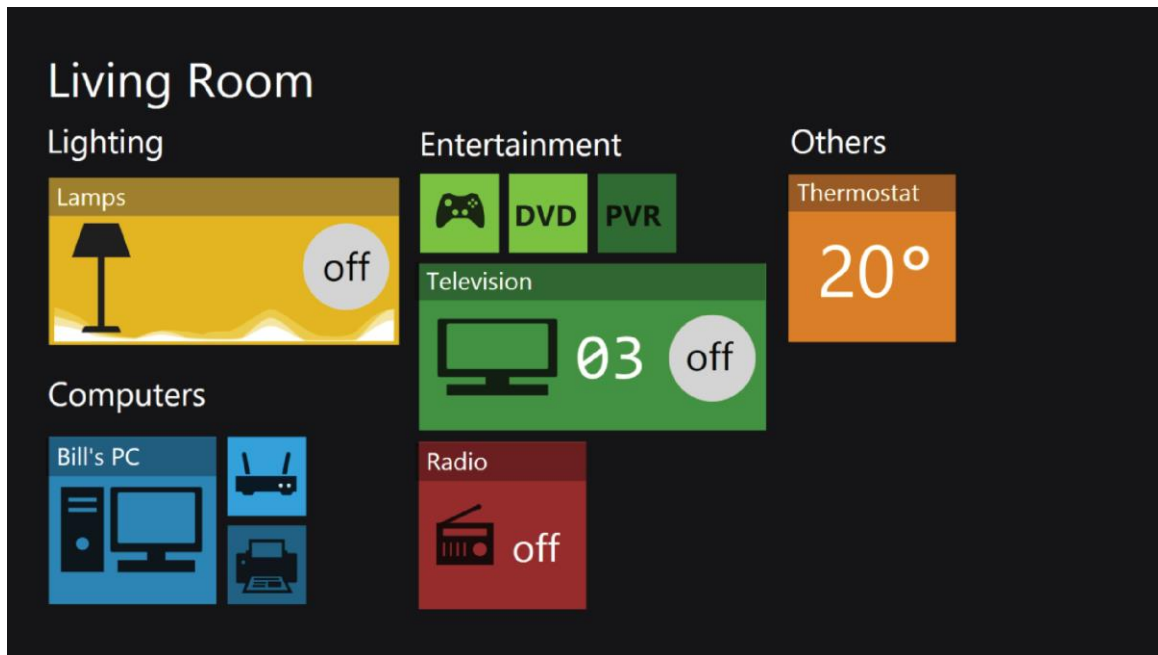 Living Room
Lighting
Lamps
off
Computers
Bill's PC
Entertainment
DVD
PVR
Television
03
off
Radio
off
Others
Thermostat
20°